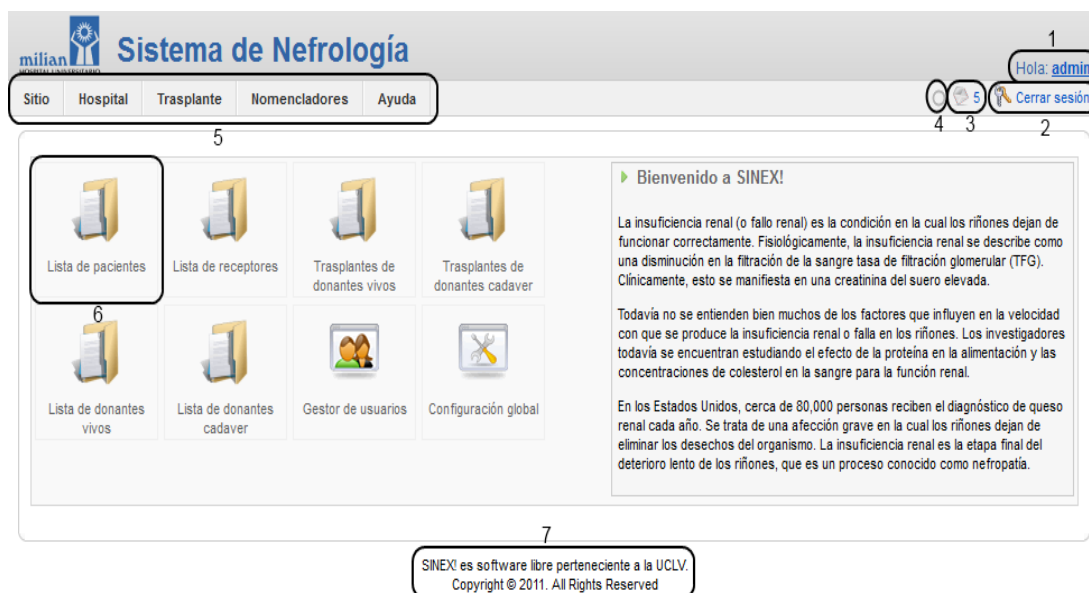 milian
HOSPITAL UNIVERSITARIO
Sistema de Nefrología
1
Hola: admin
Sitio Hospital Trasplante Nomencladores Ayuda
5 Cerrar sesión
5
4 3 2
Lista de pacientes
Lista de receptores
Trasplantes de
donantes vivos
Trasplantes de
donantes cadaver
6
Lista de donantes
vivos
Lista de donantes
cadaver
Gestor de usuarios
Configuración global
Bienvenido a SINEX!
La insuficiencia renal (o fallo renal) es la condición en la cual los riñones dejan de
funcionar correctamente. Fisiológicamente, la insuficiencia renal se describe como
una disminución en la filtración de la sangre tasa de filtración glomerular (TFG).
Clínicamente, esto se manifiesta en una creatinina del suero elevada.
Todavía no se entienden bien muchos de los factores que influyen en la velocidad
con que se produce la insuficiencia renal o falla en los riñones. Los investigadores
todavía se encuentran estudiando el efecto de la proteína en la alimentación y las
concentraciones de colesterol en la sangre para la función renal.
En los Estados Unidos, cerca de 80,000 personas reciben el diagnóstico de queso
renal cada año. Se trata de una afección grave en la cual los riñones dejan de
eliminar los desechos del organismo. La insuficiencia renal es la etapa final del
deterioro lento de los riñones, que es un proceso conocido como nefropatía.
7
SINEX! es software libre perteneciente a la UCLV.
Copyright © 2011. All Rights Reserved